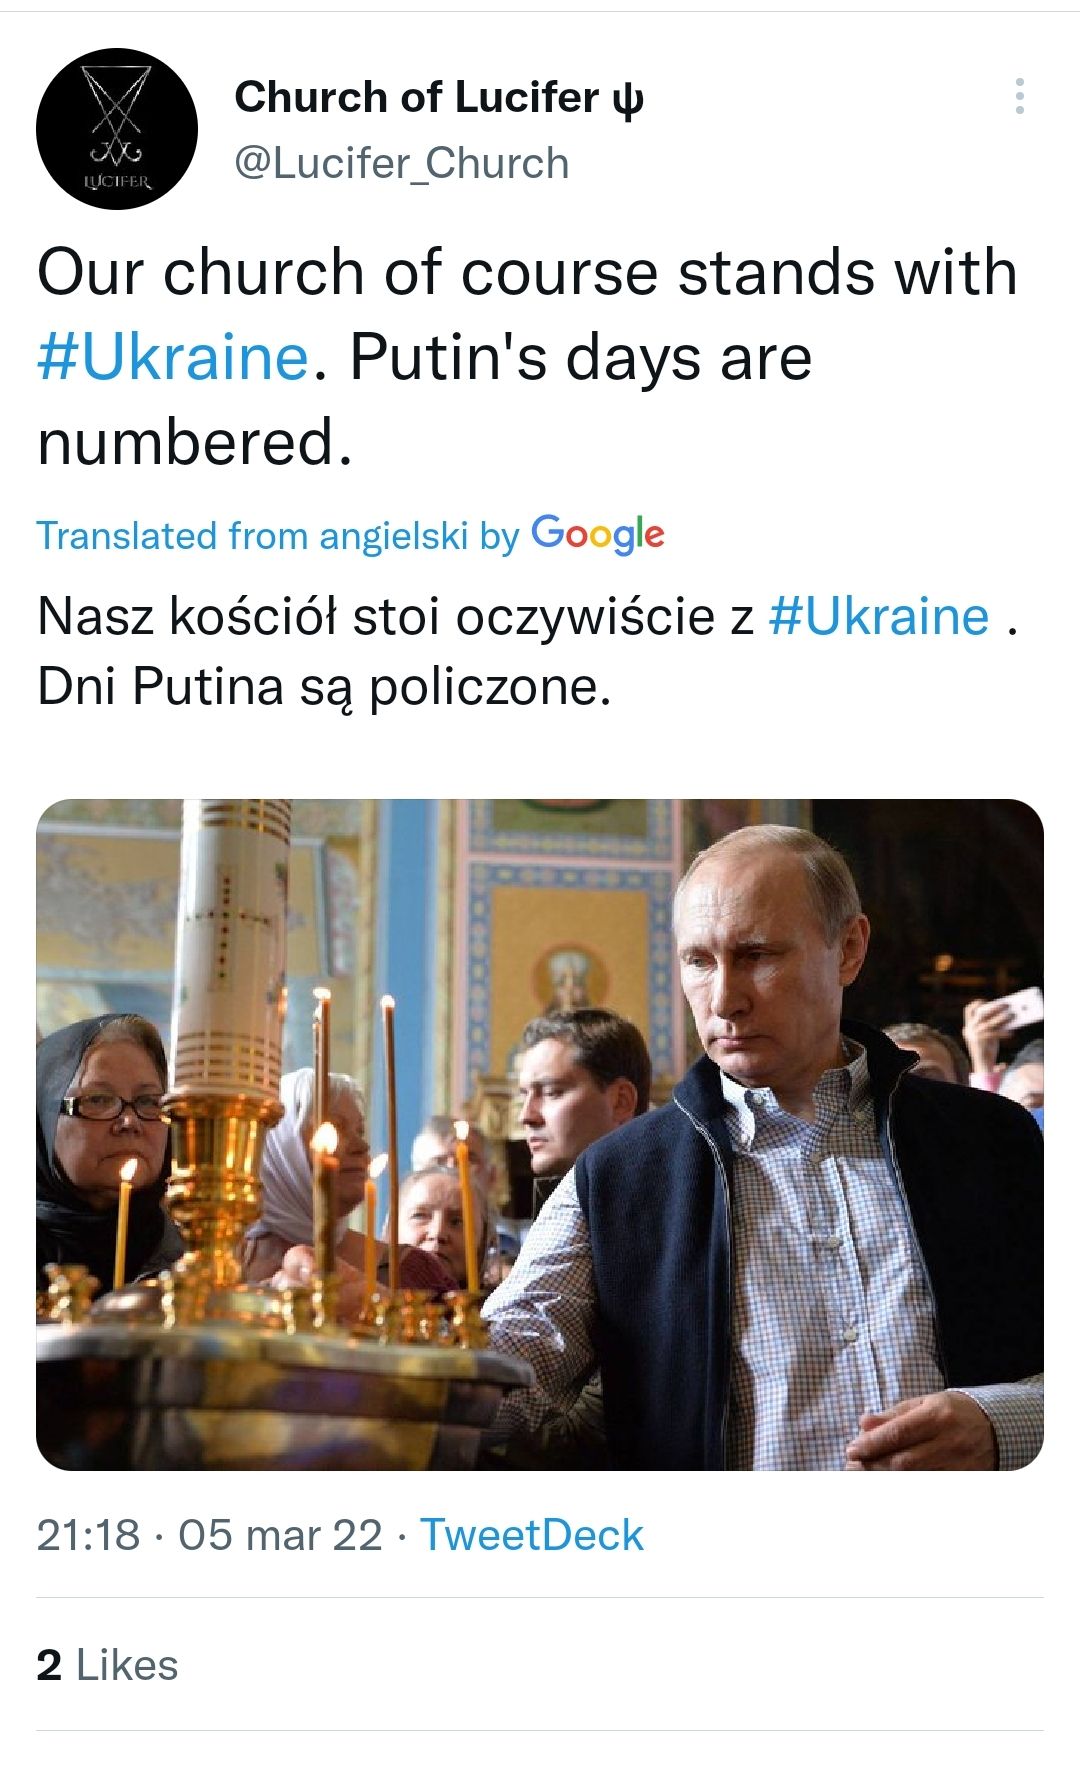 LUCIFER
Church of Lucifer ψ
@Lucifer_Church
Our church of course stands with
#Ukraine. Putin's days are
numbered.
Translated from angielski by Google
Nasz kościół stoi oczywiście z #Ukraine .
Dni Putina są policzone.
21:18 · 05 mar 22 · TweetDeck
2 Likes